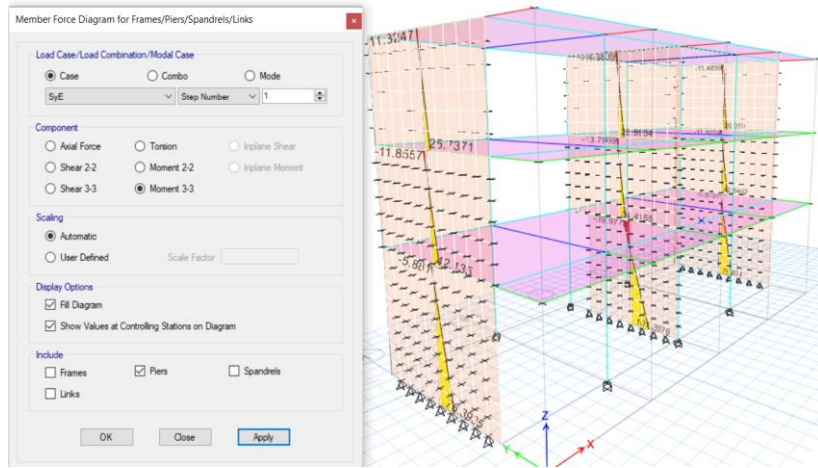 Member Force Diagram for Frames/Piers/Spandrels/Links
Load Case/Load Combination/Modal Case
Case Combo Mode
SyE Step Number 1
Component
Axial Force Torsion Inplane Shear
Shear 2-2 Moment 2-2 Inplane Moment
Shear 3-3 Moment 3-3
Scaling
Automatic
User Defined Scale Factor
Display Options
Fill Diagram
Show Values at Controlling Stations on Diagram
Include
Frames Piers Spandrels
Links
OK Close Apply
-11.3247
25.7371
-11.8557
12.135
Z
Y
X